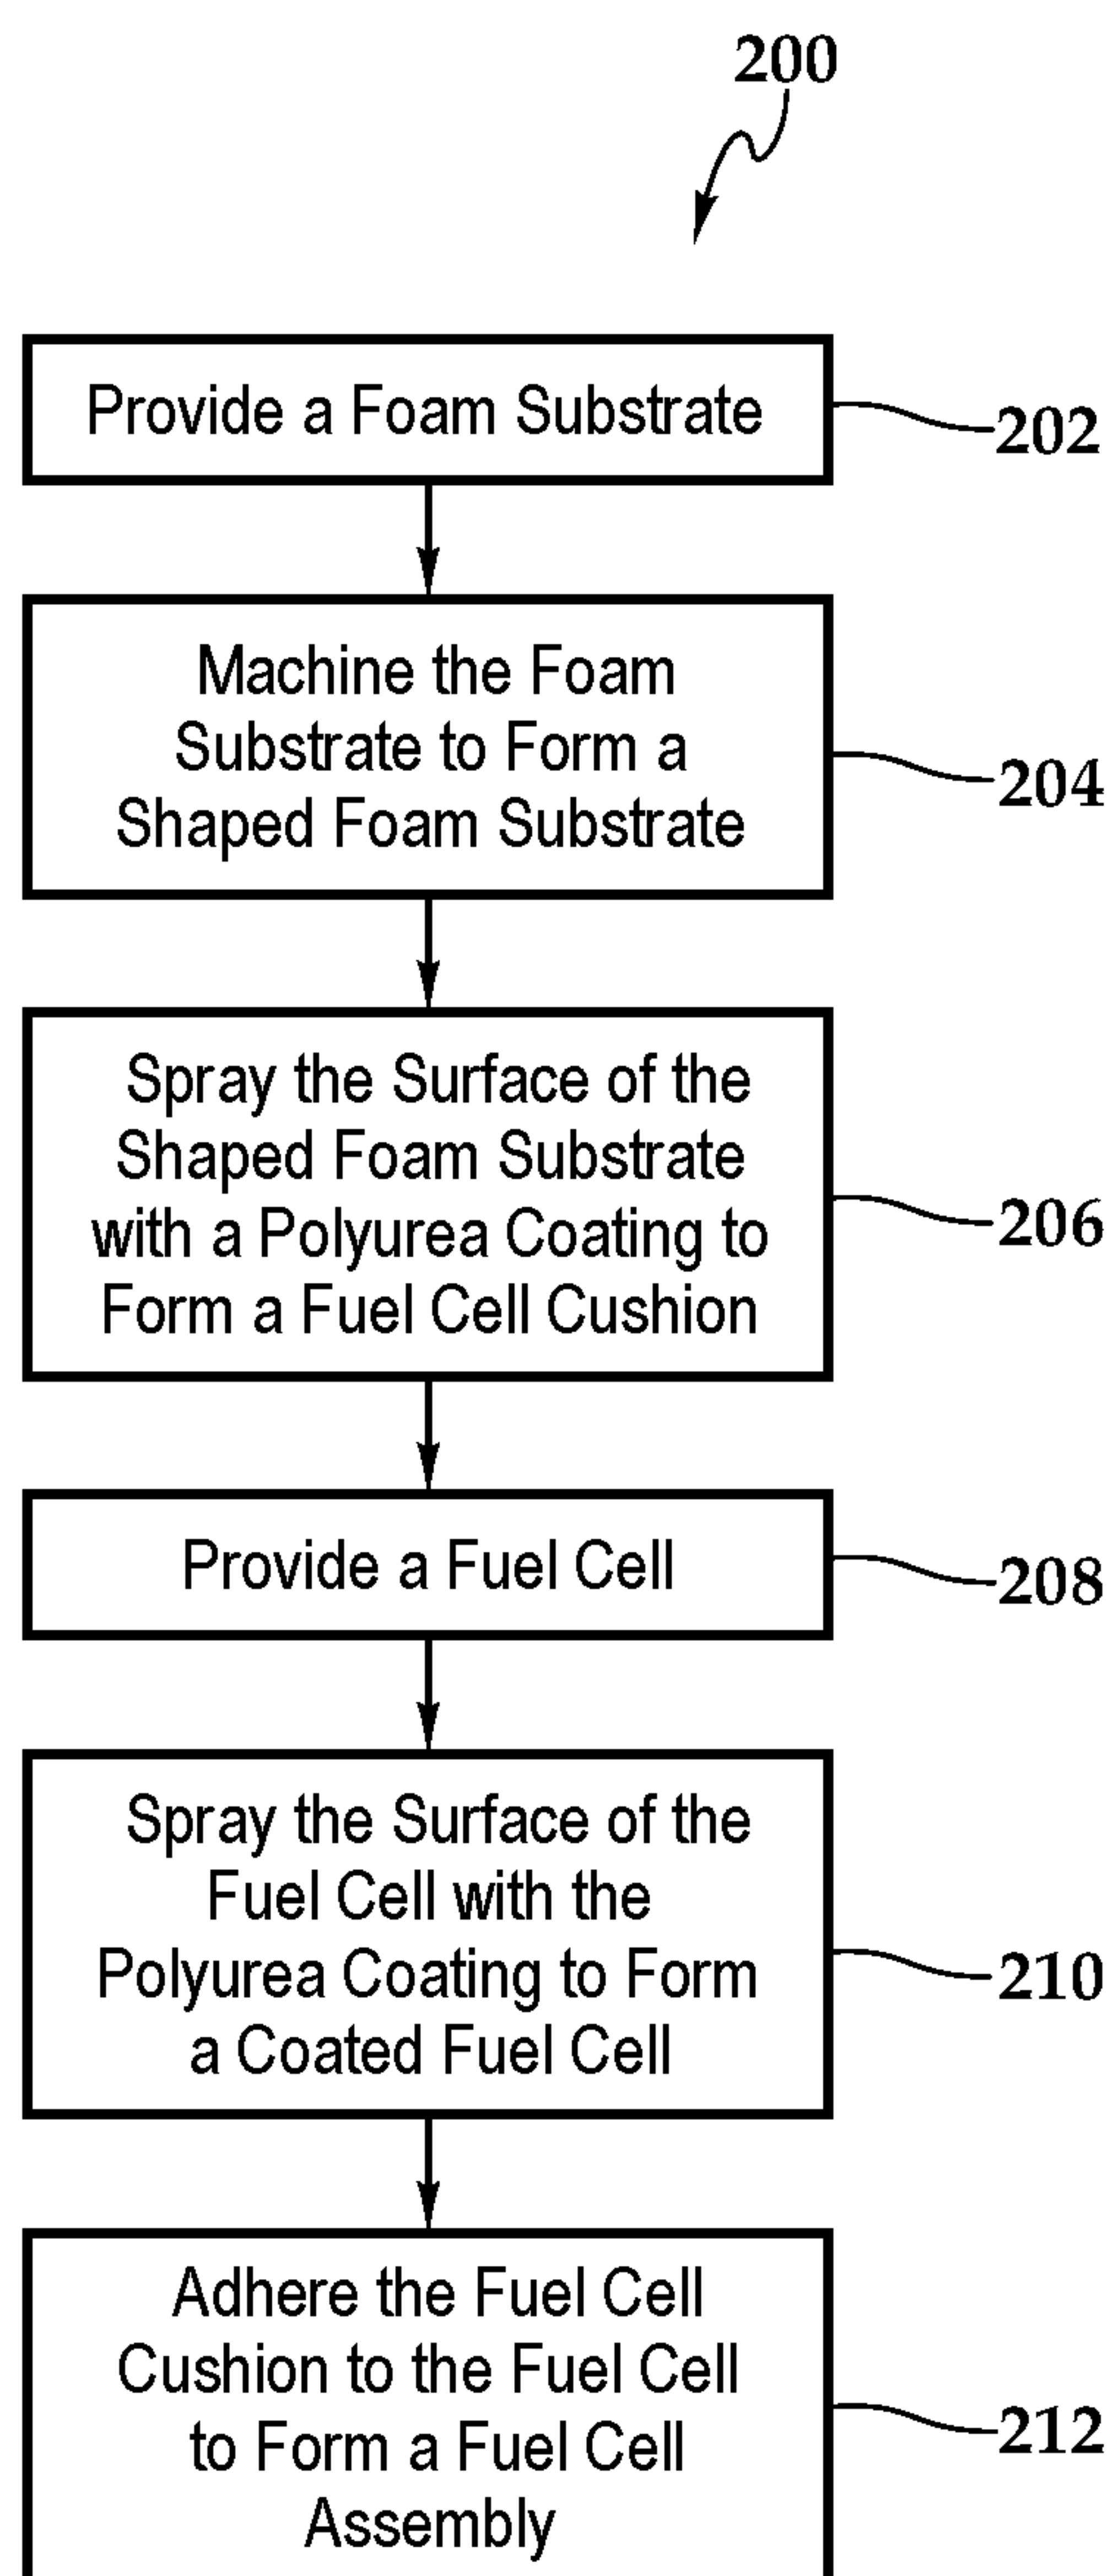 200
Provide a Foam Substrate
202
Machine the Foam
Substrate to Form a
Shaped Foam Substrate
204
Spray the Surface of the
Shaped Foam Substrate
with a Polyurea Coating to
Form a Fuel Cell Cushion
206
Provide a Fuel Cell
208
Spray the Surface of the
Fuel Cell with the
Polyurea Coating to Form
a Coated Fuel Cell
210
Adhere the Fuel Cell
Cushion to the Fuel Cell
to Form a Fuel Cell
Assembly
212